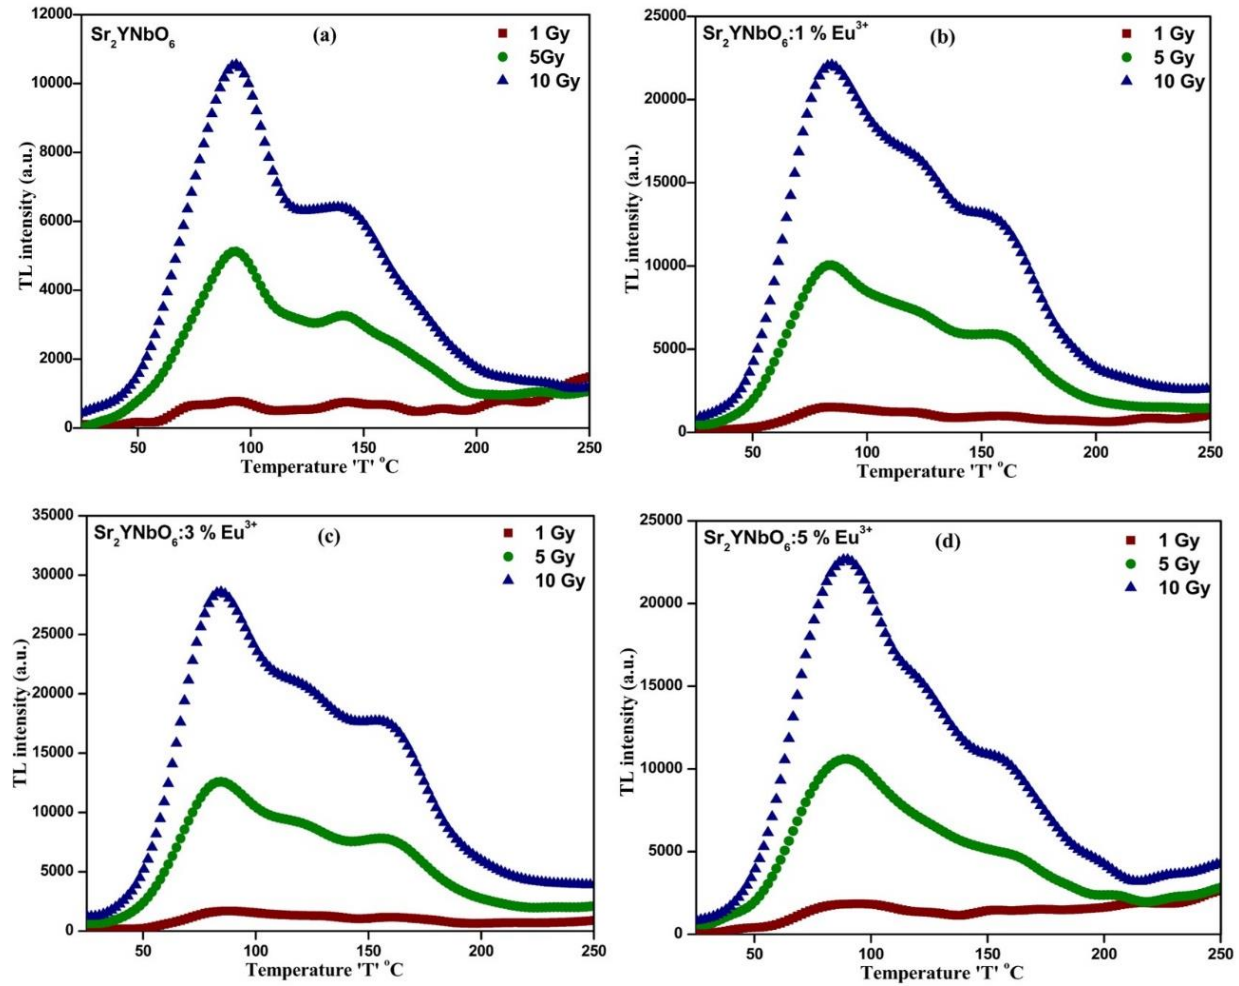 Sr₂YNbO₆
(a)
1 Gy
5Gy
10 Gy
12000
10000
8000
6000
4000
2000
0
TL intensity (a.u.)
50 100 150 200 250
Temperature 'T' °C
Sr₂YNbO₆:1 % Eu³⁺
(b)
1 Gy
5 Gy
10 Gy
25000
20000
15000
10000
5000
0
TL intensity (a.u.)
50 100 150 200 250
Temperature 'T' °C
Sr₂YNbO₆:3 % Eu³⁺
(c)
1 Gy
5 Gy
10 Gy
35000
30000
25000
20000
15000
10000
5000
0
TL intensity (a.u.)
50 100 150 200 250
Temperature 'T' °C
Sr₂YNbO₆:5 % Eu³⁺
(d)
1 Gy
5 Gy
10 Gy
25000
20000
15000
10000
5000
0
TL intensity (a.u.)
50 100 150 200 250
Temperature 'T' °C